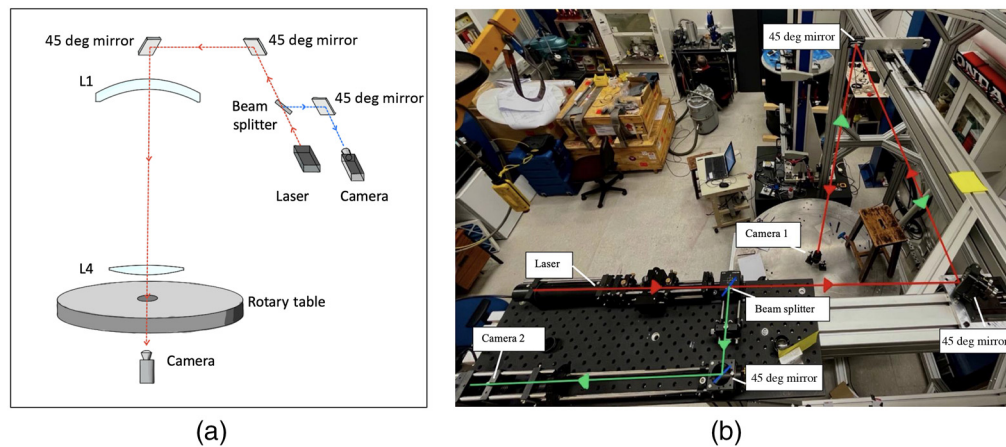 45 deg mirror
45 deg mirror
L1
45 deg mirror
Beam
splitter
Laser
Camera
L4
Rotary table
Camera
(a)
45 deg mirror
Camera 1
Laser
Beam splitter
Camera 2
45 deg mirror
45 deg mirror
(b)